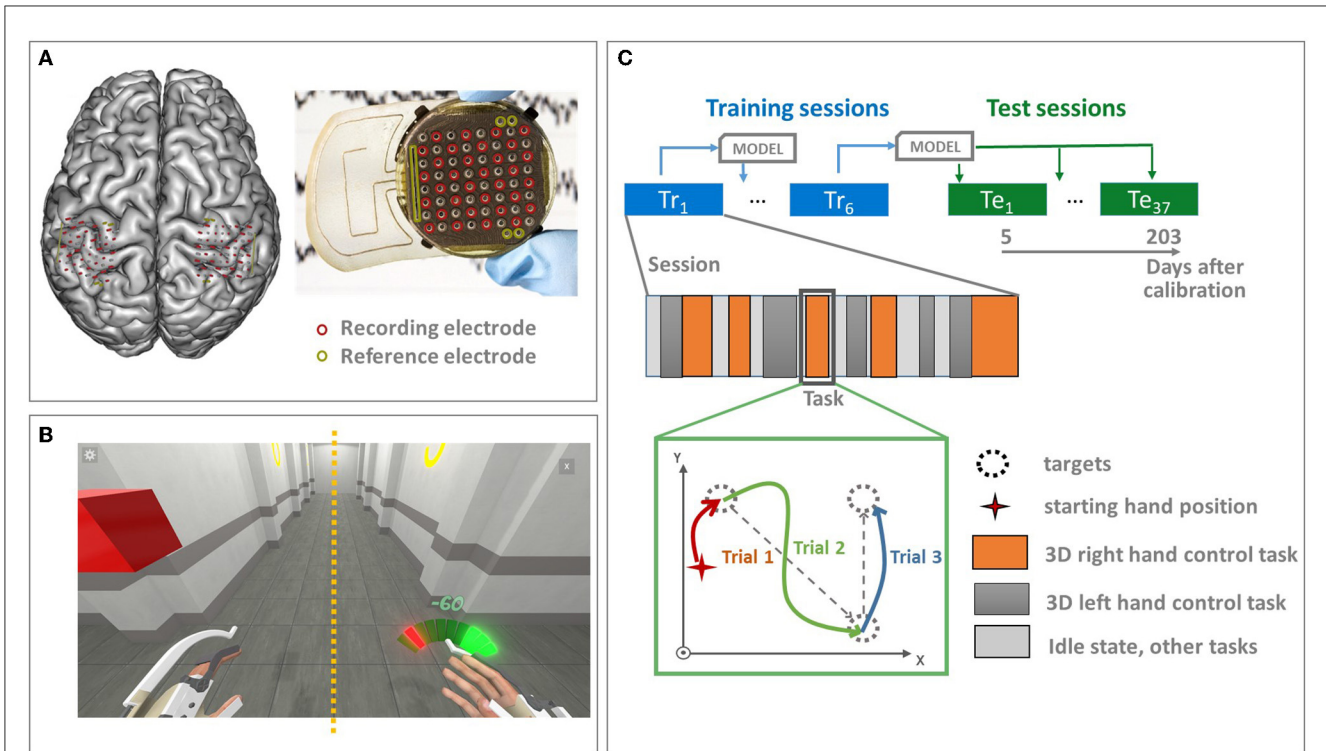 A
Recording electrode
Reference electrode
B
x
-60
C
Training sessions
Test sessions
MODEL
MODEL
Tr1
...
Tr6
Te1
...
Te37
5
203
Days after
calibration
Session
Task
Y
Trial 1
Trial 2
Trial 3
X
targets
starting hand position
3D right hand control task
3D left hand control task
Idle state, other tasks